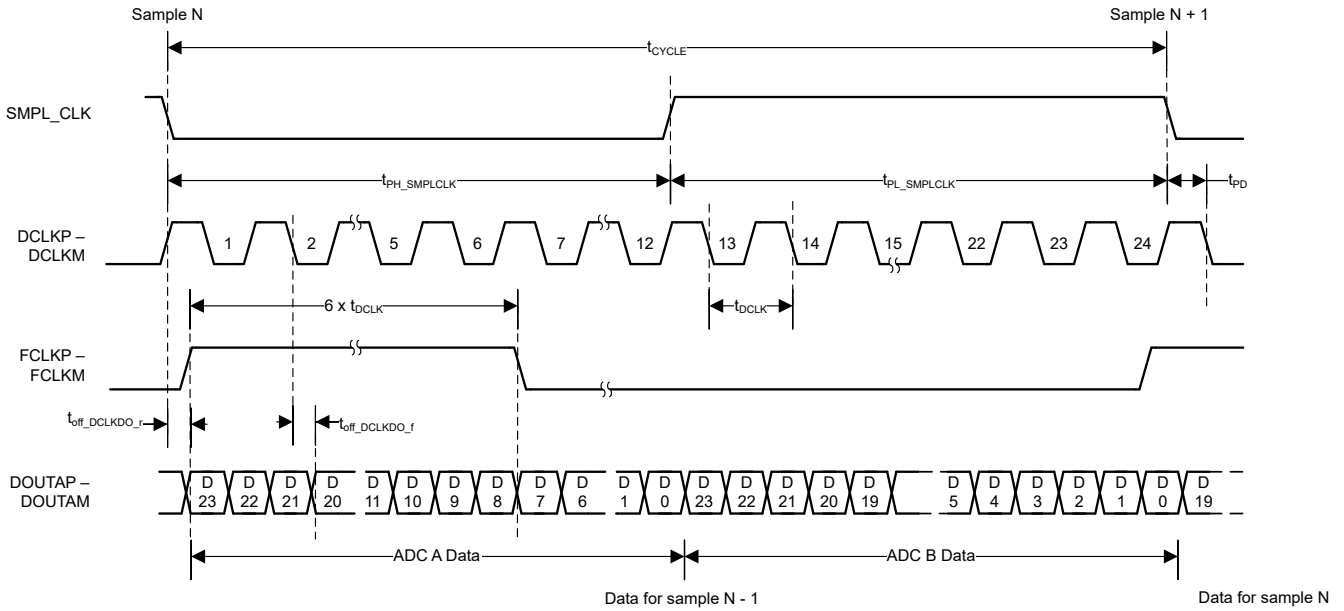 Sample N
Sample N + 1
tCYCLE
SMPL_CLK
tPH_SMPLCLK
tPL_SMPLCLK
tPD
DCLKP –
DCLKM
1 2 5 6 7 12 13 14 15 22 23 24
6 x tDCLK
tDCLK
FCLKP –
FCLKM
toff_DCLKDO_r
toff_DCLKDO_f
DOUTAP –
DOUTAM
D D D D D D D D D D D D D D D D D D D D D D D D
23 22 21 20 11 10 9 8 7 6 1 0 23 22 21 20 19 5 4 3 2 1 0 19
ADC A Data
ADC B Data
Data for sample N - 1
Data for sample N